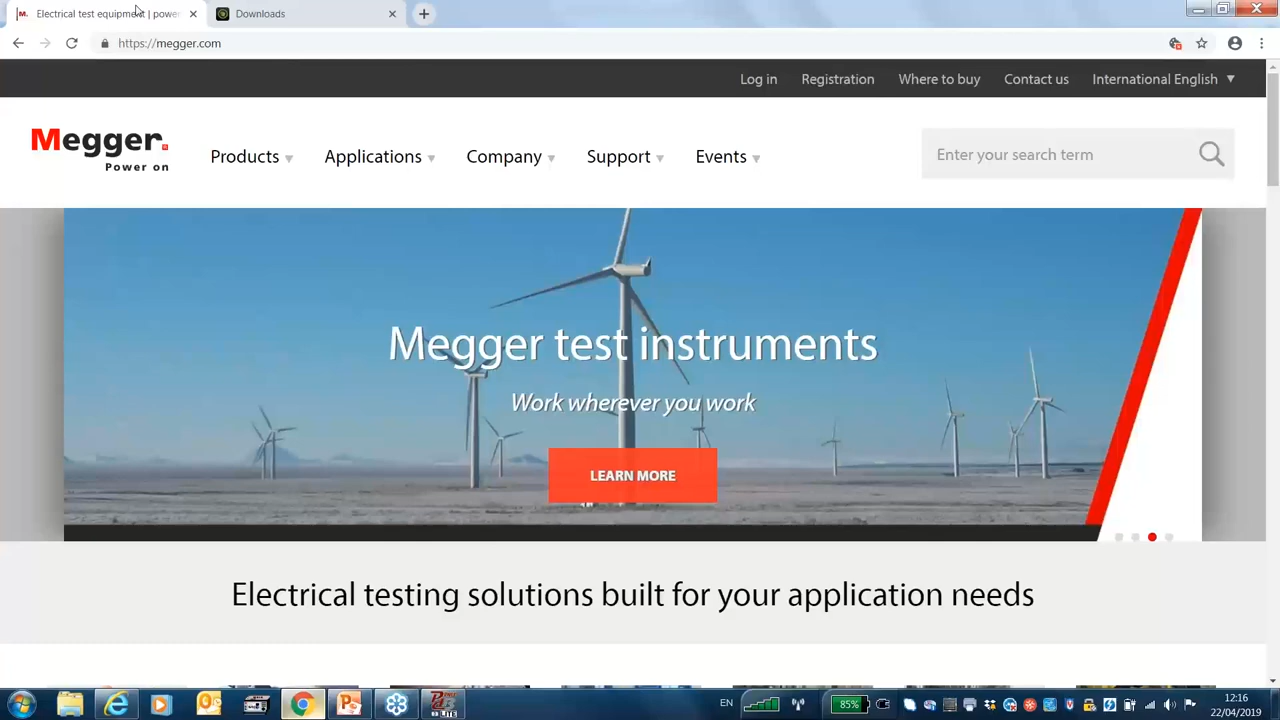 Electrical test equipment | power
Downloads
https://megger.com
Log in
Registration
Where to buy
Contact us
International English
Megger.
Power on
Products
Applications
Company
Support
Events
Enter your search term
Megger test instruments
Work wherever you work
LEARN MORE
Electrical testing solutions built for your application needs
EN
85%
12:16
22/04/2019